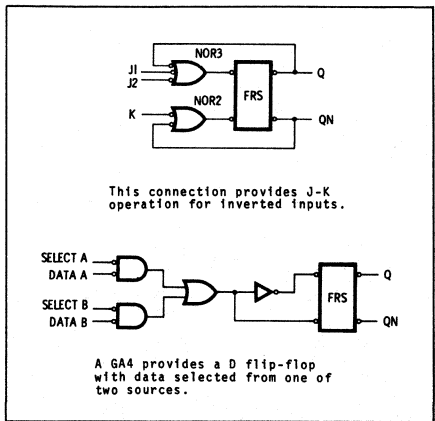 NOR3
J1
J2
Q
FRS
NOR2
K
QN
This connection provides J-K
operation for inverted inputs.
SELECT A
DATA A
Q
FRS
SELECT B
DATA B
QN
A GA4 provides a D flip-flop
with data selected from one of
two sources.